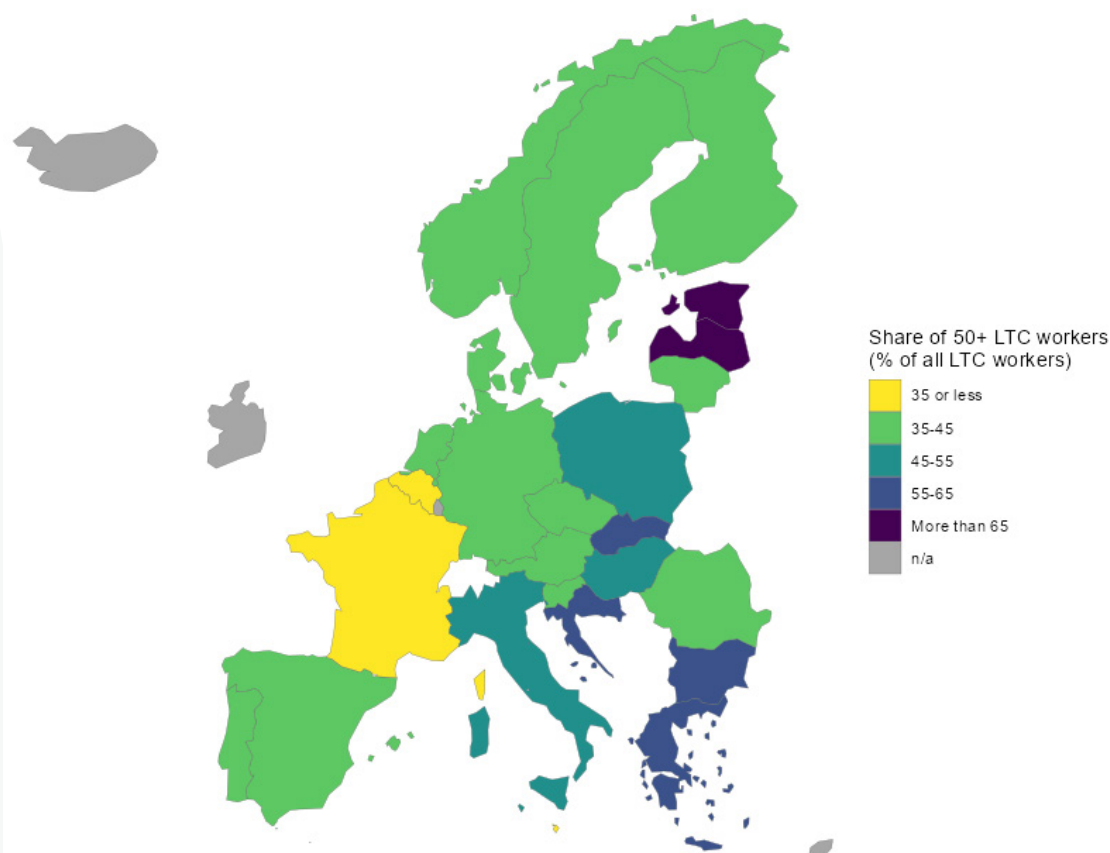 Share of 50+ LTC workers
(% of all LTC workers)
35 or less
35-45
45-55
55-65
More than 65
n/a